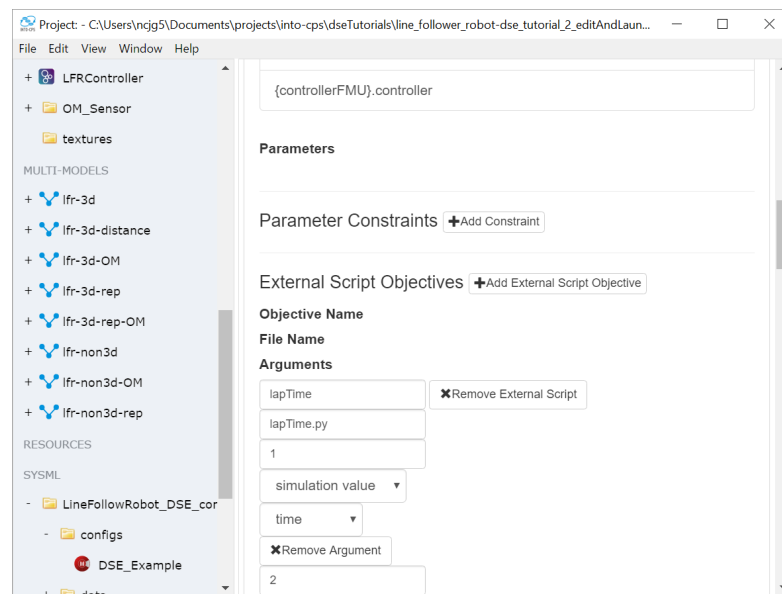 Project: - C:\Users\ncjg5\Documents\projects\into-cps\dseTutorials\line_follower_robot-dse_tutorial_2_editAndLaun...
File Edit View Window Help
+ LFRController
+ OM_Sensor
textures
MULTI-MODELS
+ lfr-3d
+ lfr-3d-distance
+ lfr-3d-OM
+ lfr-3d-rep
+ lfr-3d-rep-OM
+ lfr-non3d
+ lfr-non3d-OM
+ lfr-non3d-rep
RESOURCES
SYSML
- LineFollowRobot_DSE_cor
- configs
DSE_Example
{controllerFMU}.controller
Parameters
Parameter Constraints +Add Constraint
External Script Objectives +Add External Script Objective
Objective Name
File Name
Arguments
lapTime ✖Remove External Script
lapTime.py
1
simulation value ▼
time ▼
✖Remove Argument
2